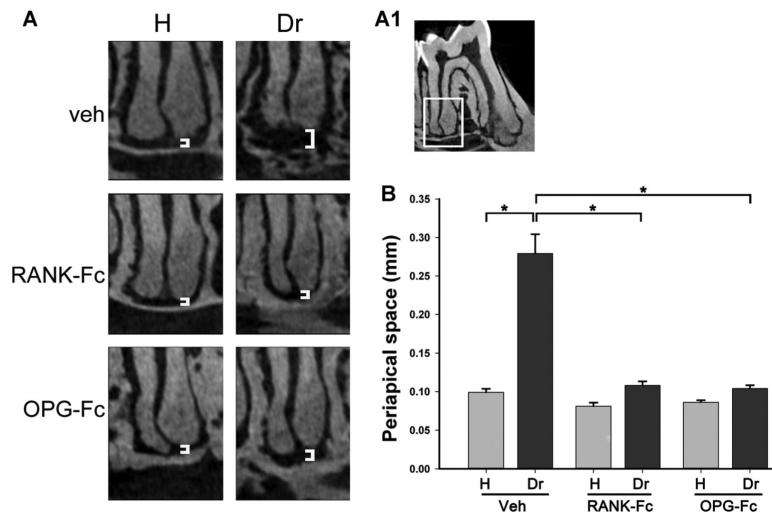 A
H
Dr
A1
veh
RANK-Fc
OPG-Fc
B
Periapical space (mm)
0.35
0.30
0.25
0.20
0.15
0.10
0.05
0.00
*
*
*
H
Dr
H
Dr
H
Dr
Veh
RANK-Fc
OPG-Fc